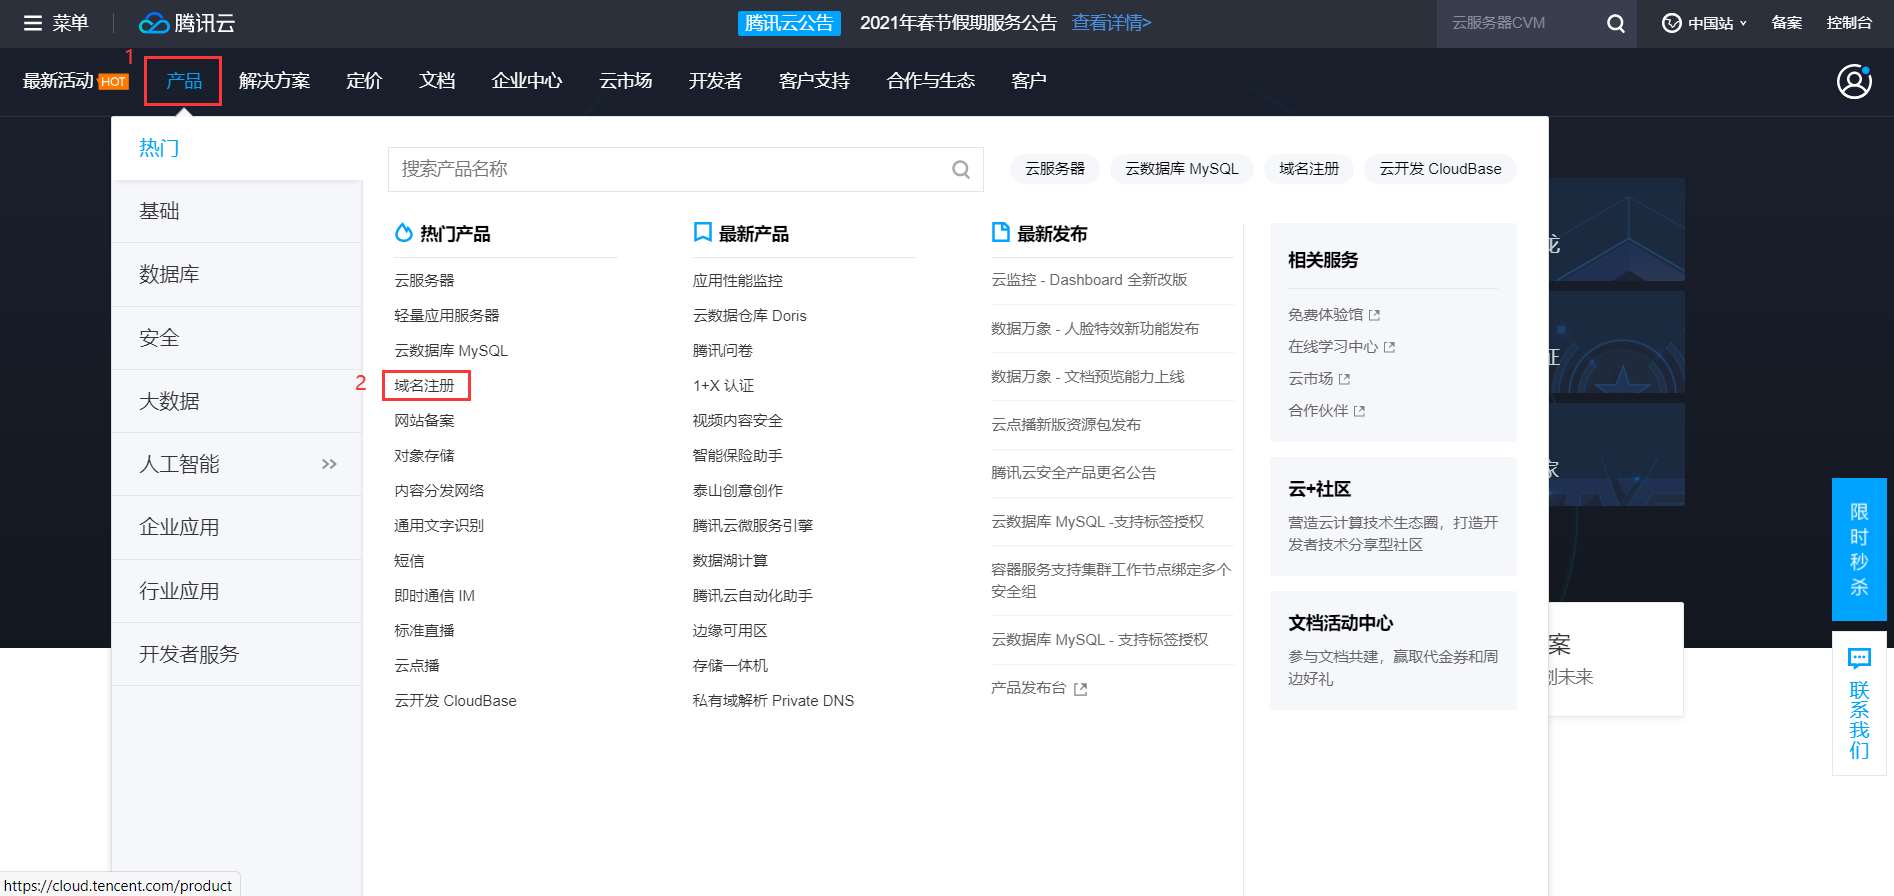 菜单
腾讯云
腾讯云公告 2021年春节假期服务公告 查看详情>
云服务器CVM
中国站
备案
控制台
1
最新活动 HOT
产品
解决方案
定价
文档
企业中心
云市场
开发者
客户支持
合作与生态
客户
热门
基础
数据库
安全
大数据
人工智能
企业应用
行业应用
开发者服务
搜索产品名称
云服务器
云数据库 MySQL
域名注册
云开发 CloudBase
热门产品
云服务器
轻量应用服务器
云数据库 MySQL
2
域名注册
网站备案
对象存储
内容分发网络
通用文字识别
短信
即时通信 IM
标准直播
云点播
云开发 CloudBase
最新产品
应用性能监控
云数据仓库 Doris
腾讯问卷
1+X 认证
视频内容安全
智能保险助手
泰山创意创作
腾讯云微服务引擎
数据湖计算
腾讯云自动化助手
边缘可用区
存储一体机
私有域解析 Private DNS
最新发布
云监控 - Dashboard 全新改版
数据万象 - 人脸特效新功能发布
数据万象 - 文档预览能力上线
云点播新版资源包发布
腾讯云安全产品更名公告
云数据库 MySQL -支持标签授权
容器服务支持集群工作节点绑定多个
安全组
云数据库 MySQL - 支持标签授权
产品发布台
相关服务
免费体验馆
在线学习中心
云市场
合作伙伴
云+社区
营造云计算技术生态圈，打造开
发者技术分享型社区
文档活动中心
参与文档共建，赢取代金券和周
边好礼
案
未来
限
时
秒
杀
联
系
我
们
https://cloud.tencent.com/product